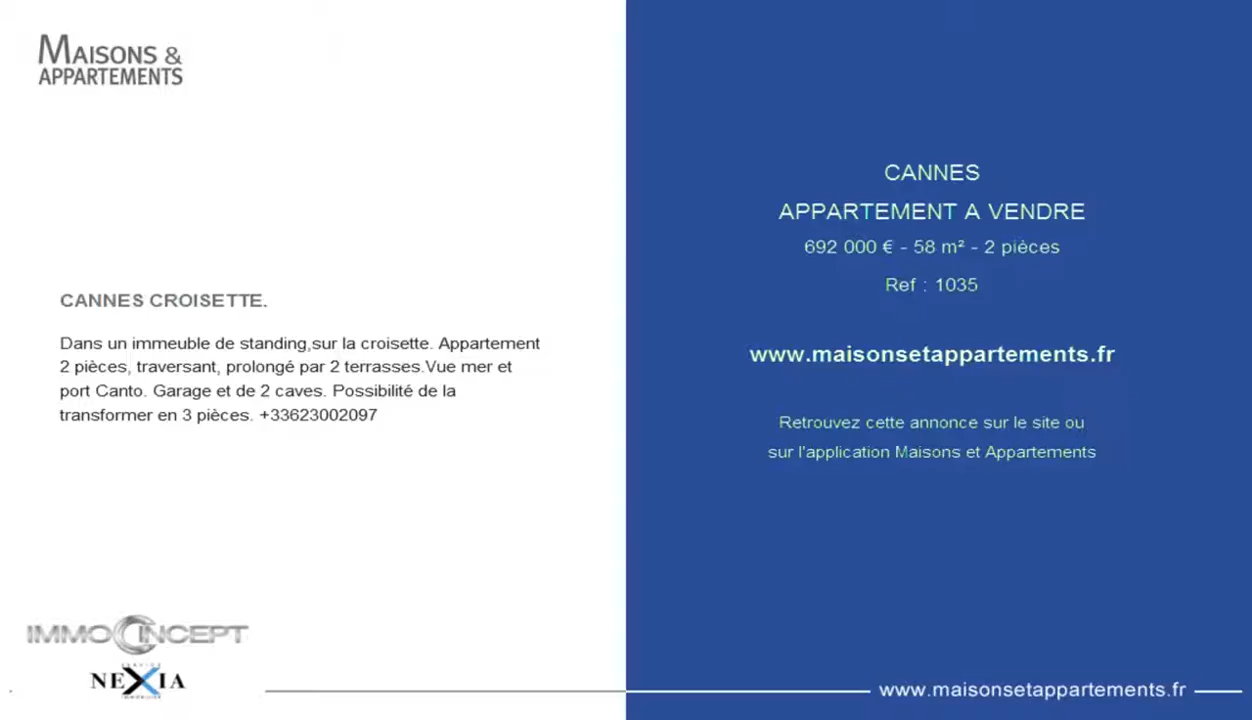 MAISONS &
APPARTEMENTS
CANNES CROISETTE.
Dans un immeuble de standing,sur la croisette. Appartement
2 pièces, traversant, prolongé par 2 terrasses.Vue mer et
port Canto. Garage et de 2 caves. Possibilité de la
transformer en 3 pièces. +33623002097
IMMOCONCEPT
SERVICE
NEXIA
IMMOBILIER
CANNES
APPARTEMENT A VENDRE
692 000 € - 58 m² - 2 pièces
Ref : 1035
www.maisonsetappartements.fr
Retrouvez cette annonce sur le site ou
sur l'application Maisons et Appartements
www.maisonsetappartements.fr